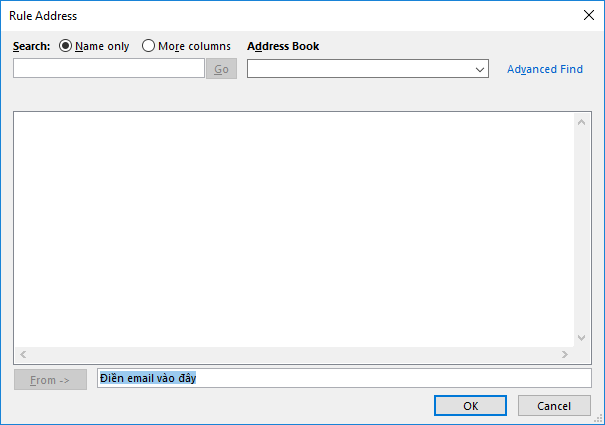 Rule Address
Search: Name only More columns Address Book
Go Advanced Find
From -> Điền email vào đây
OK Cancel